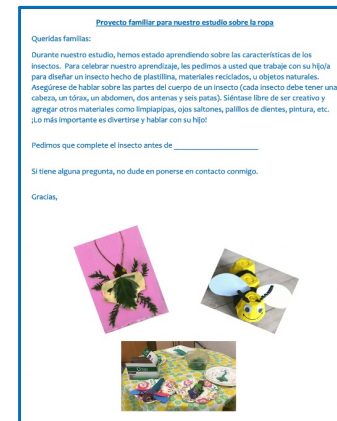 Proyecto familiar para nuestro estudio sobre la ropa
Queridas familias:
Durante nuestro estudio, hemos estado aprendiendo sobre las características de los
insectos. Para celebrar nuestro aprendizaje, les pedimos a usted que trabaje con su hijo/a
para diseñar un insecto hecho de plastillina, materiales reciclados, u objetos naturales.
Asegúrese de hablar sobre las partes del cuerpo de un insecto (cada insecto debe tener una
cabeza, un tórax, un abdomen, dos antenas y seis patas). Siéntase libre de ser creativo y
agregar otros materiales como limpiapipas, ojos saltones, palillos de dientes, pintura, etc.
¡Lo más importante es divertirse y hablar con su hijo!
Pedimos que complete el insecto antes de ______________________
Si tiene alguna pregunta, no dude en ponerse en contacto conmigo.
Gracias,